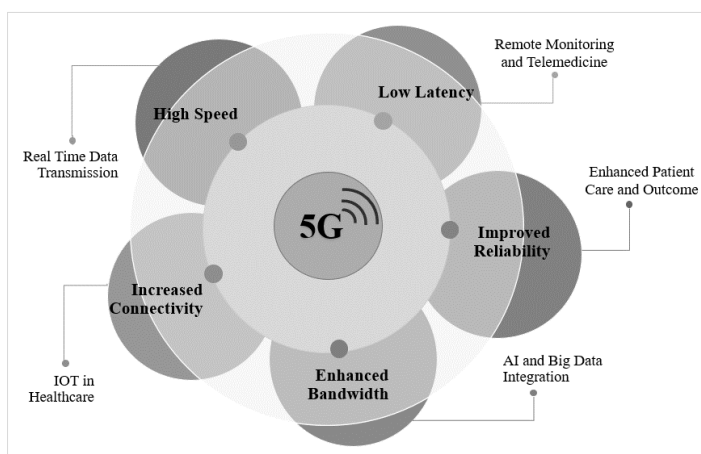 Remote Monitoring
and Telemedicine
Low Latency
High Speed
Real Time Data
Transmission
Enhanced Patient
Care and Outcome
5G
Improved
Reliability
Increased
Connectivity
AI and Big Data
Integration
Enhanced
Bandwidth
IOT in
Healthcare